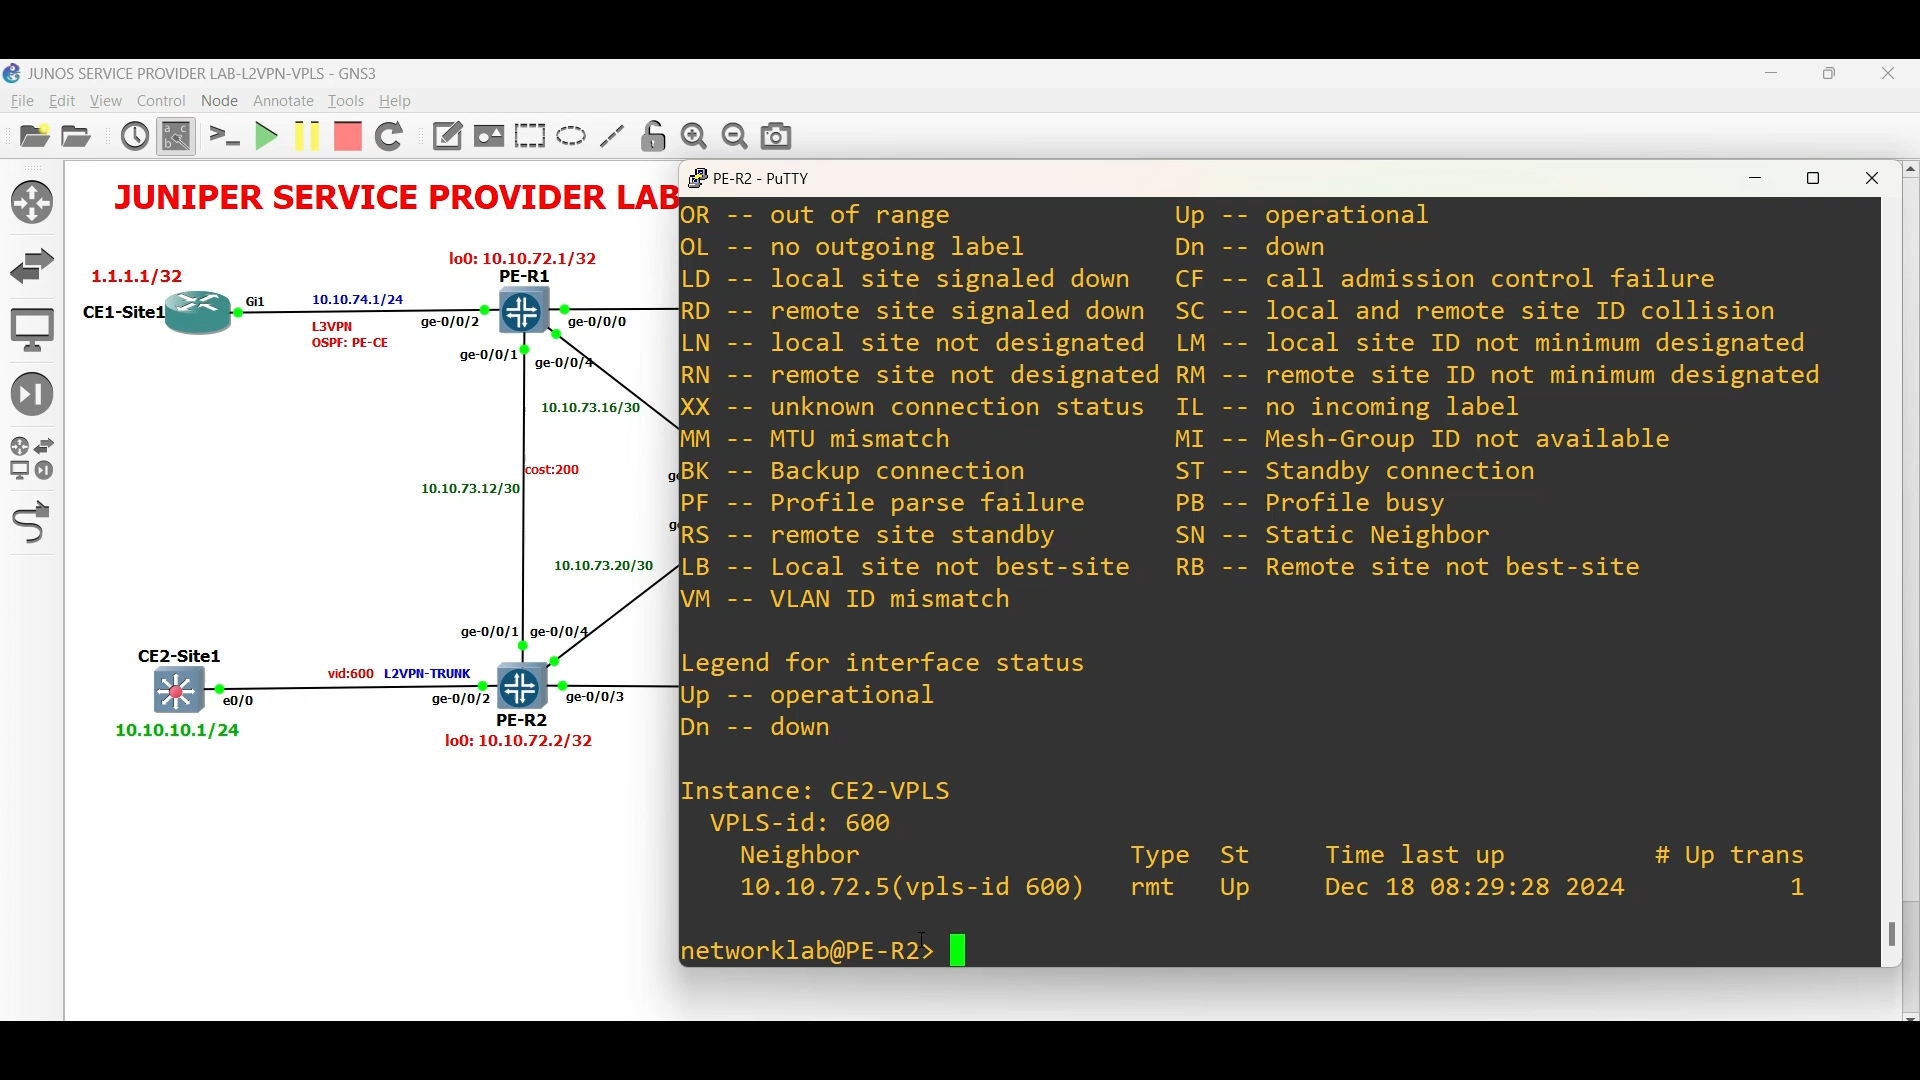 JUNOS SERVICE PROVIDER LAB-L2VPN-VPLS - GNS3
File Edit View Control Node Annotate Tools Help
JUNIPER SERVICE PROVIDER LAB
lo0: 10.10.72.1/32
PE-R1
1.1.1.1/32
CE1-Site1
Gi1
10.10.74.1/24
L3VPN
OSPF: PE-CE
ge-0/0/2
ge-0/0/0
ge-0/0/1
ge-0/0/4
10.10.73.16/30
cost:200
10.10.73.12/30
10.10.73.20/30
ge-0/0/1
ge-0/0/4
CE2-Site1
vid:600 L2VPN-TRUNK
e0/0
ge-0/0/2
ge-0/0/3
10.10.10.1/24
PE-R2
lo0: 10.10.72.2/32
PE-R2 - PuTTY
OR -- out of range Up -- operational
OL -- no outgoing label Dn -- down
LD -- local site signaled down CF -- call admission control failure
RD -- remote site signaled down SC -- local and remote site ID collision
LN -- local site not designated LM -- local site ID not minimum designated
RN -- remote site not designated RM -- remote site ID not minimum designated
XX -- unknown connection status IL -- no incoming label
MM -- MTU mismatch MI -- Mesh-Group ID not available
BK -- Backup connection ST -- Standby connection
PF -- Profile parse failure PB -- Profile busy
RS -- remote site standby SN -- Static Neighbor
LB -- Local site not best-site RB -- Remote site not best-site
VM -- VLAN ID mismatch
Legend for interface status
Up -- operational
Dn -- down
Instance: CE2-VPLS
VPLS-id: 600
Neighbor Type St Time last up # Up trans
10.10.72.5(vpls-id 600) rmt Up Dec 18 08:29:28 2024 1
networklab@PE-R2>